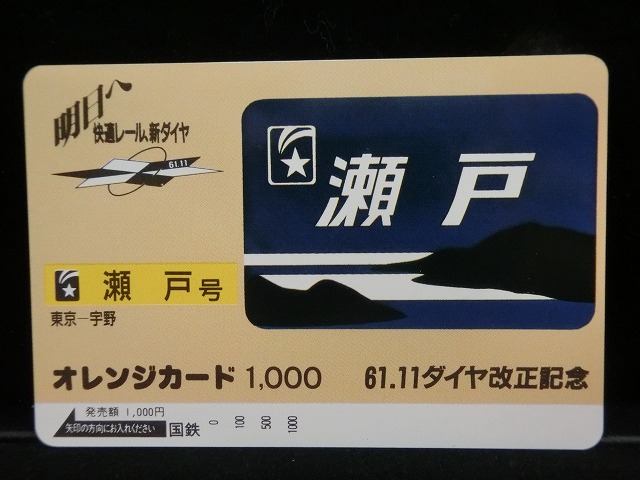 明日へ
快適レール、新ダイヤ
61.11
瀬戸
瀬戸号
東京―宇野
オレンジカード 1,000
61.11ダイヤ改正記念
発売額 1,000円
矢印の方向にお入れください
国鉄
0 100 500 1000